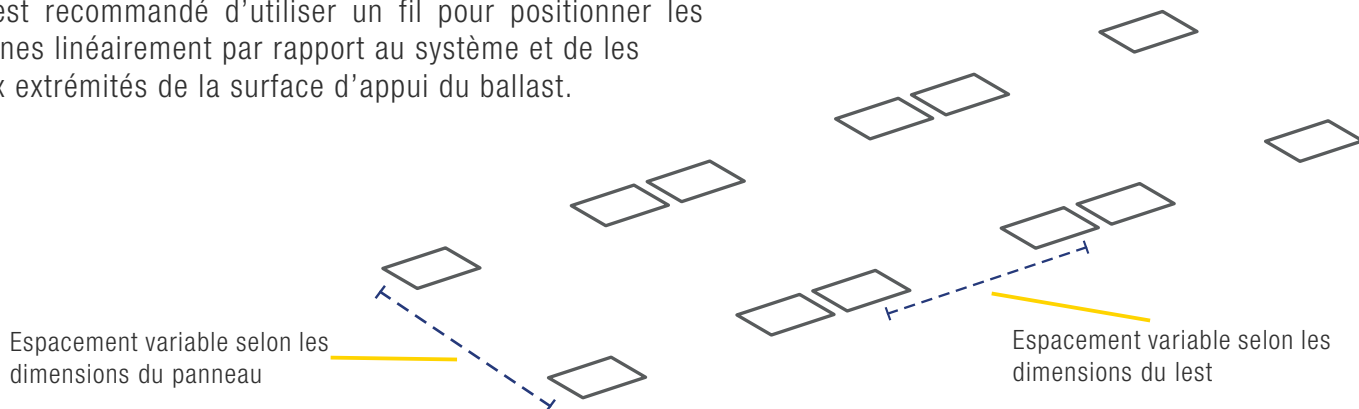 est recommandé d’utiliser un fil pour positionner les
nes linéairement par rapport au système et de les
x extrémités de la surface d’appui du ballast.
Espacement variable selon les
dimensions du panneau
Espacement variable selon les
dimensions du lest